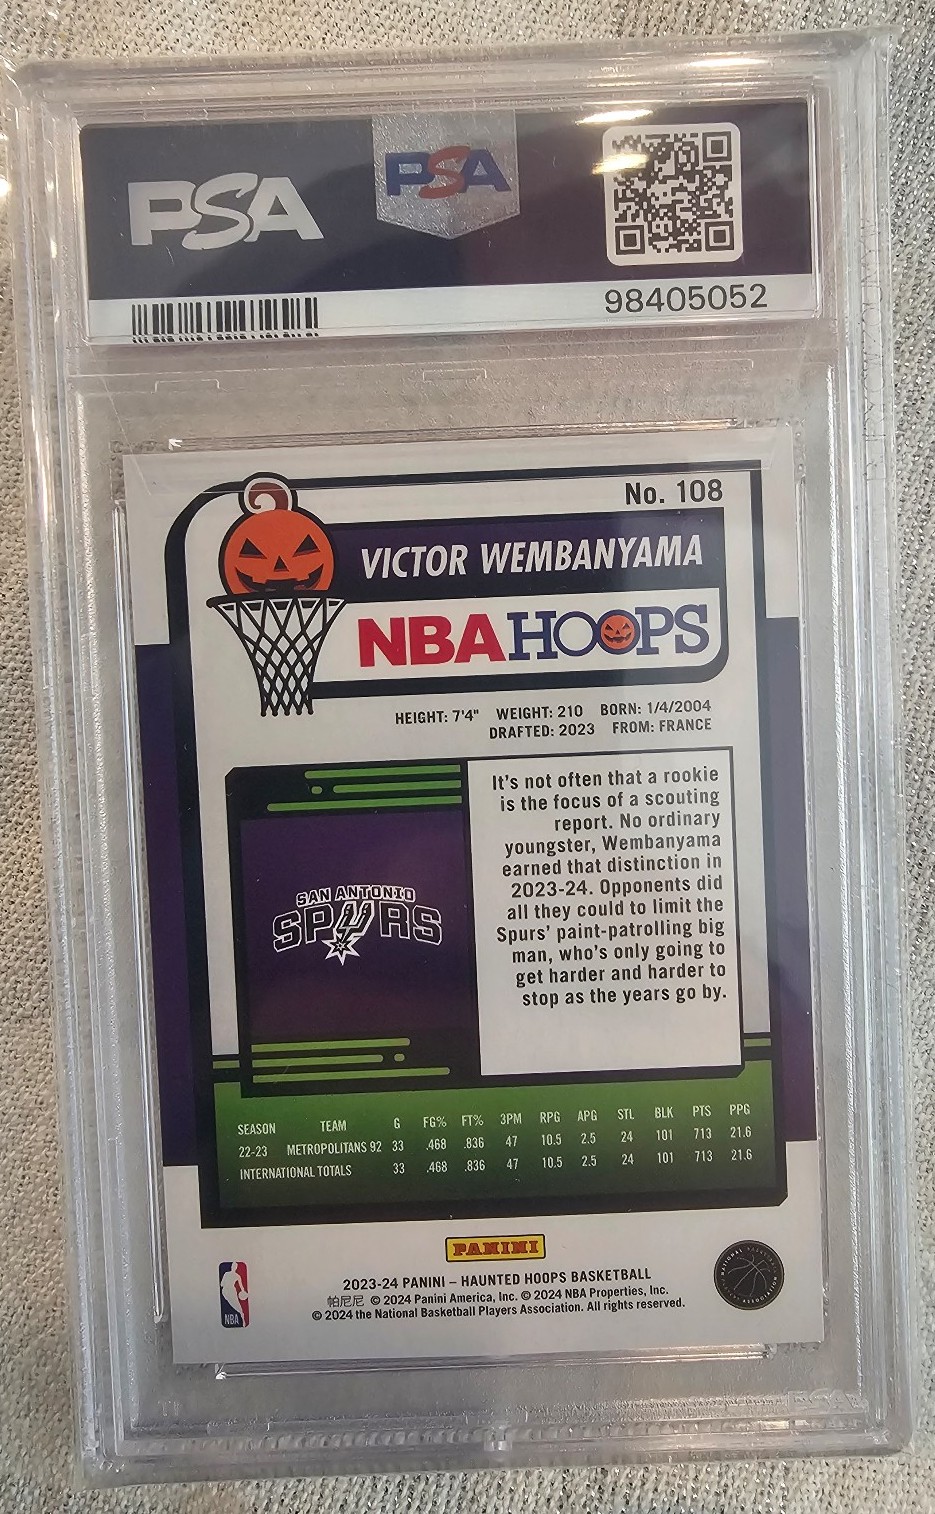 PSA
PSA
98405052
No. 108
VICTOR WEMBANYAMA
NBA HOOPS
HEIGHT: 7'4" WEIGHT: 210 BORN: 1/4/2004
DRAFTED: 2023 FROM: FRANCE
It's not often that a rookie
is the focus of a scouting
report. No ordinary
youngster, Wembanyama
earned that distinction in
2023-24. Opponents did
all they could to limit the
Spurs' paint-patrolling big
man, who's only going to
get harder and harder to
stop as the years go by.
SAN ANTONIO
SPURS
SEASON TEAM G FG% FT% 3PM RPG APG STL BLK PTS PPG
22-23 METROPOLITANS 92 33 .468 .836 47 10.5 2.5 24 101 713 21.6
INTERNATIONAL TOTALS 33 .468 .836 47 10.5 2.5 24 101 713 21.6
PANINI
2023-24 PANINI – HAUNTED HOOPS BASKETBALL
帕尼尼 © 2024 Panini America, Inc. © 2024 NBA Properties, Inc.
© 2024 the National Basketball Players Association. All rights reserved.
NBA